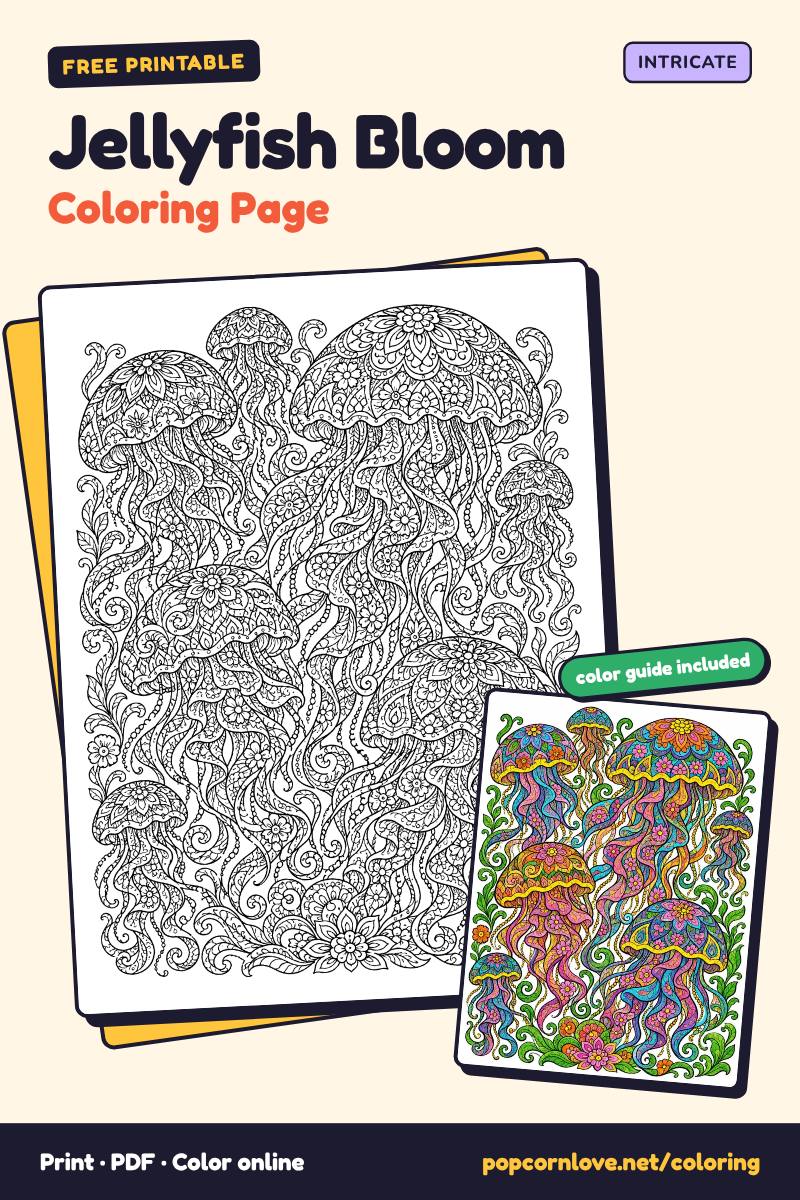 FREE PRINTABLE
INTRICATE
Jellyfish Bloom
Coloring Page
color guide included
Print · PDF · Color online
popcornlove.net/coloring